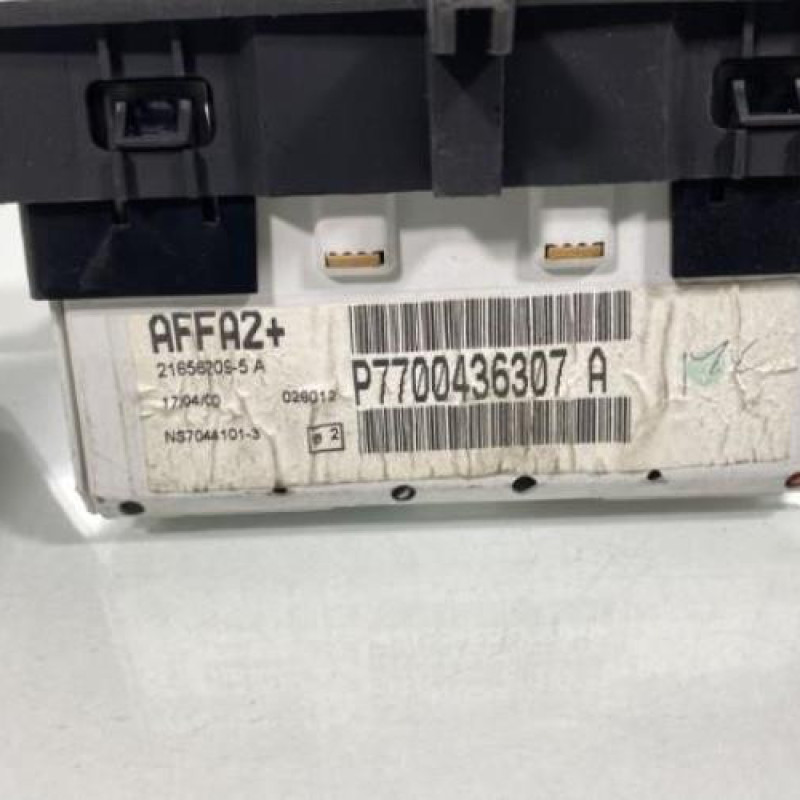 AFFA2+
21656209-5 A
17/04/00 026012
NS7044101-3
2
P7700436307 A